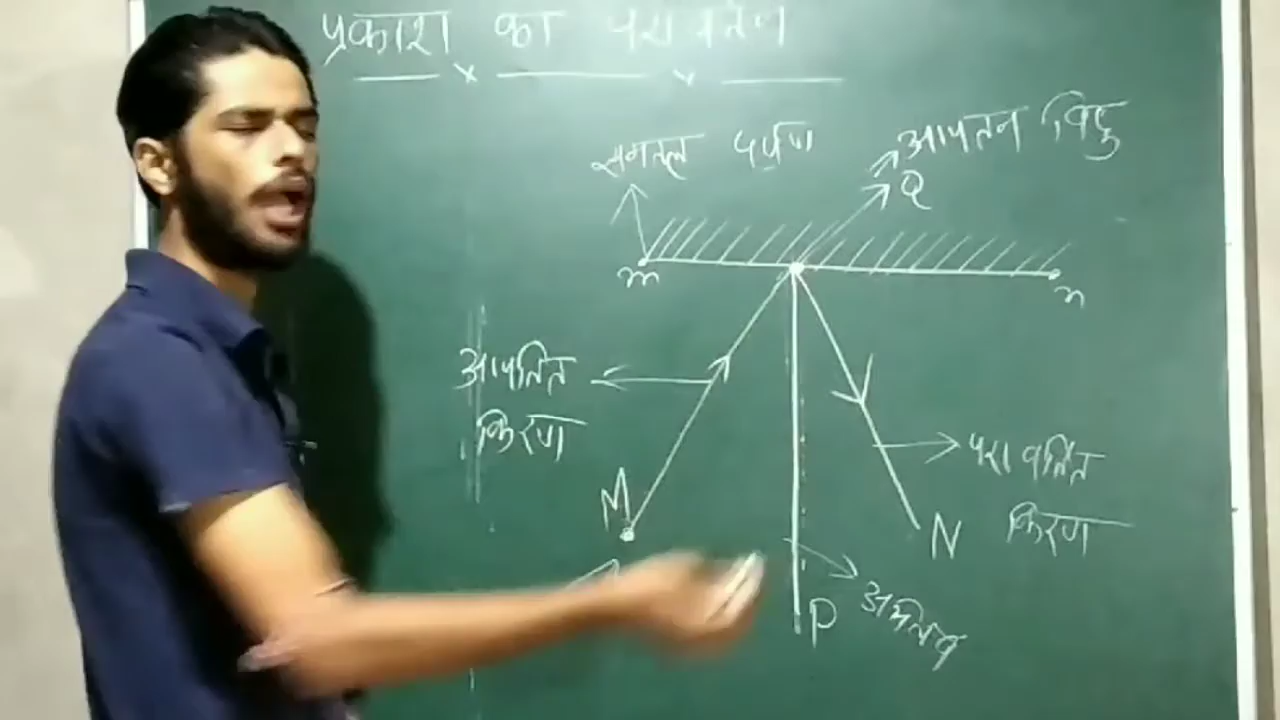 प्रकाश का परावर्तन
समतल दर्पण
आपतन बिंदु
Q
m
n
आपतित
किरण
M
परावर्तित
किरण
N
P
अभिलंब